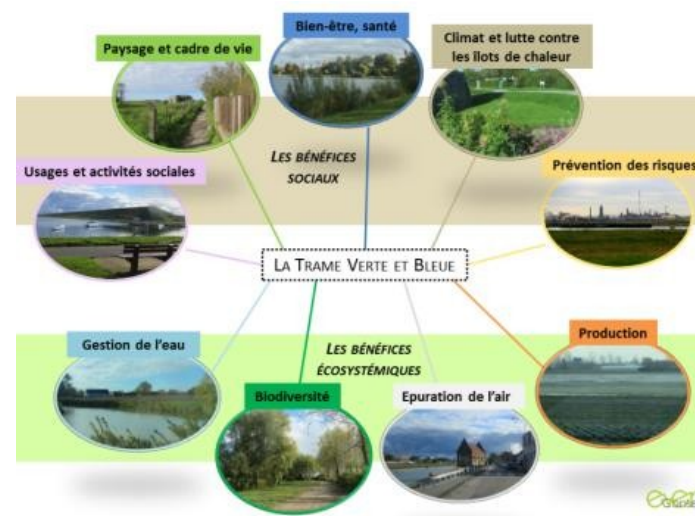 Bien-être, santé
Paysage et cadre de vie
Climat et lutte contre
les îlots de chaleur
LES BÉNÉFICES
SOCIAUX
Usages et activités sociales
Prévention des risques
LA TRAME VERTE ET BLEUE
Gestion de l'eau
LES BÉNÉFICES
ÉCOSYSTÉMIQUES
Production
Biodiversité
Epuration de l'air